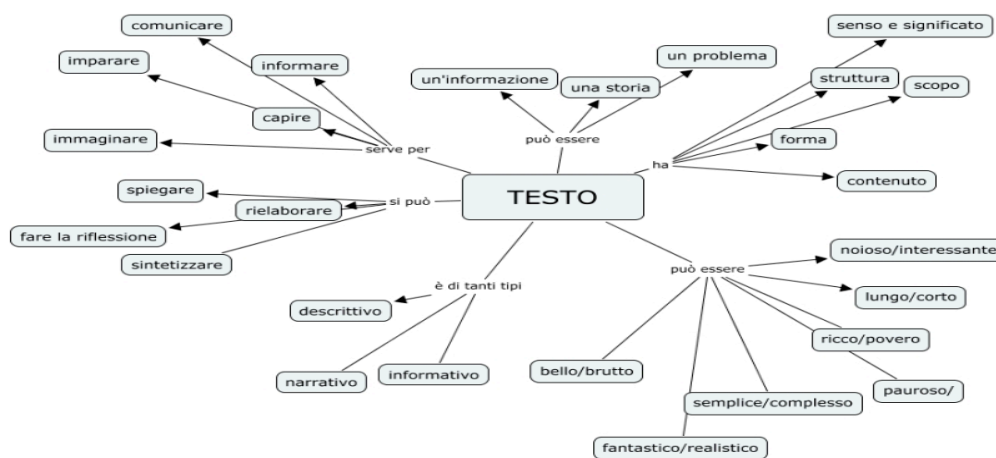 comunicare
imparare
informare
capire
immaginare
serve per
un'informazione
una storia
un problema
può essere
senso e significato
struttura
scopo
forma
contenuto
ha
TESTO
spiegare
si può
rielaborare
fare la riflessione
sintetizzare
è di tanti tipi
descrittivo
narrativo
informativo
può essere
noioso/interessante
lungo/corto
ricco/povero
pauroso/
bello/brutto
semplice/complesso
fantastico/realistico